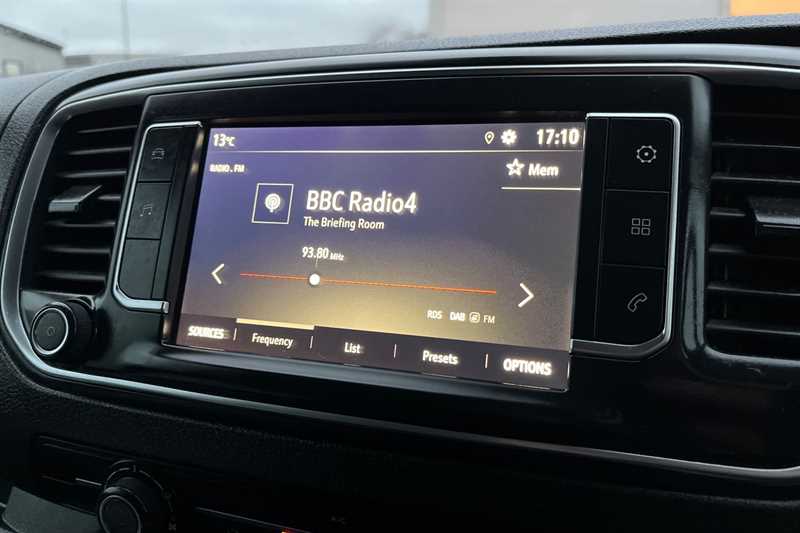 13°C
17:10
RADIO . FM
Mem
BBC Radio4
The Briefing Room
93.80 MHz
RDS DAB FM
SOURCES
Frequency
List
Presets
OPTIONS